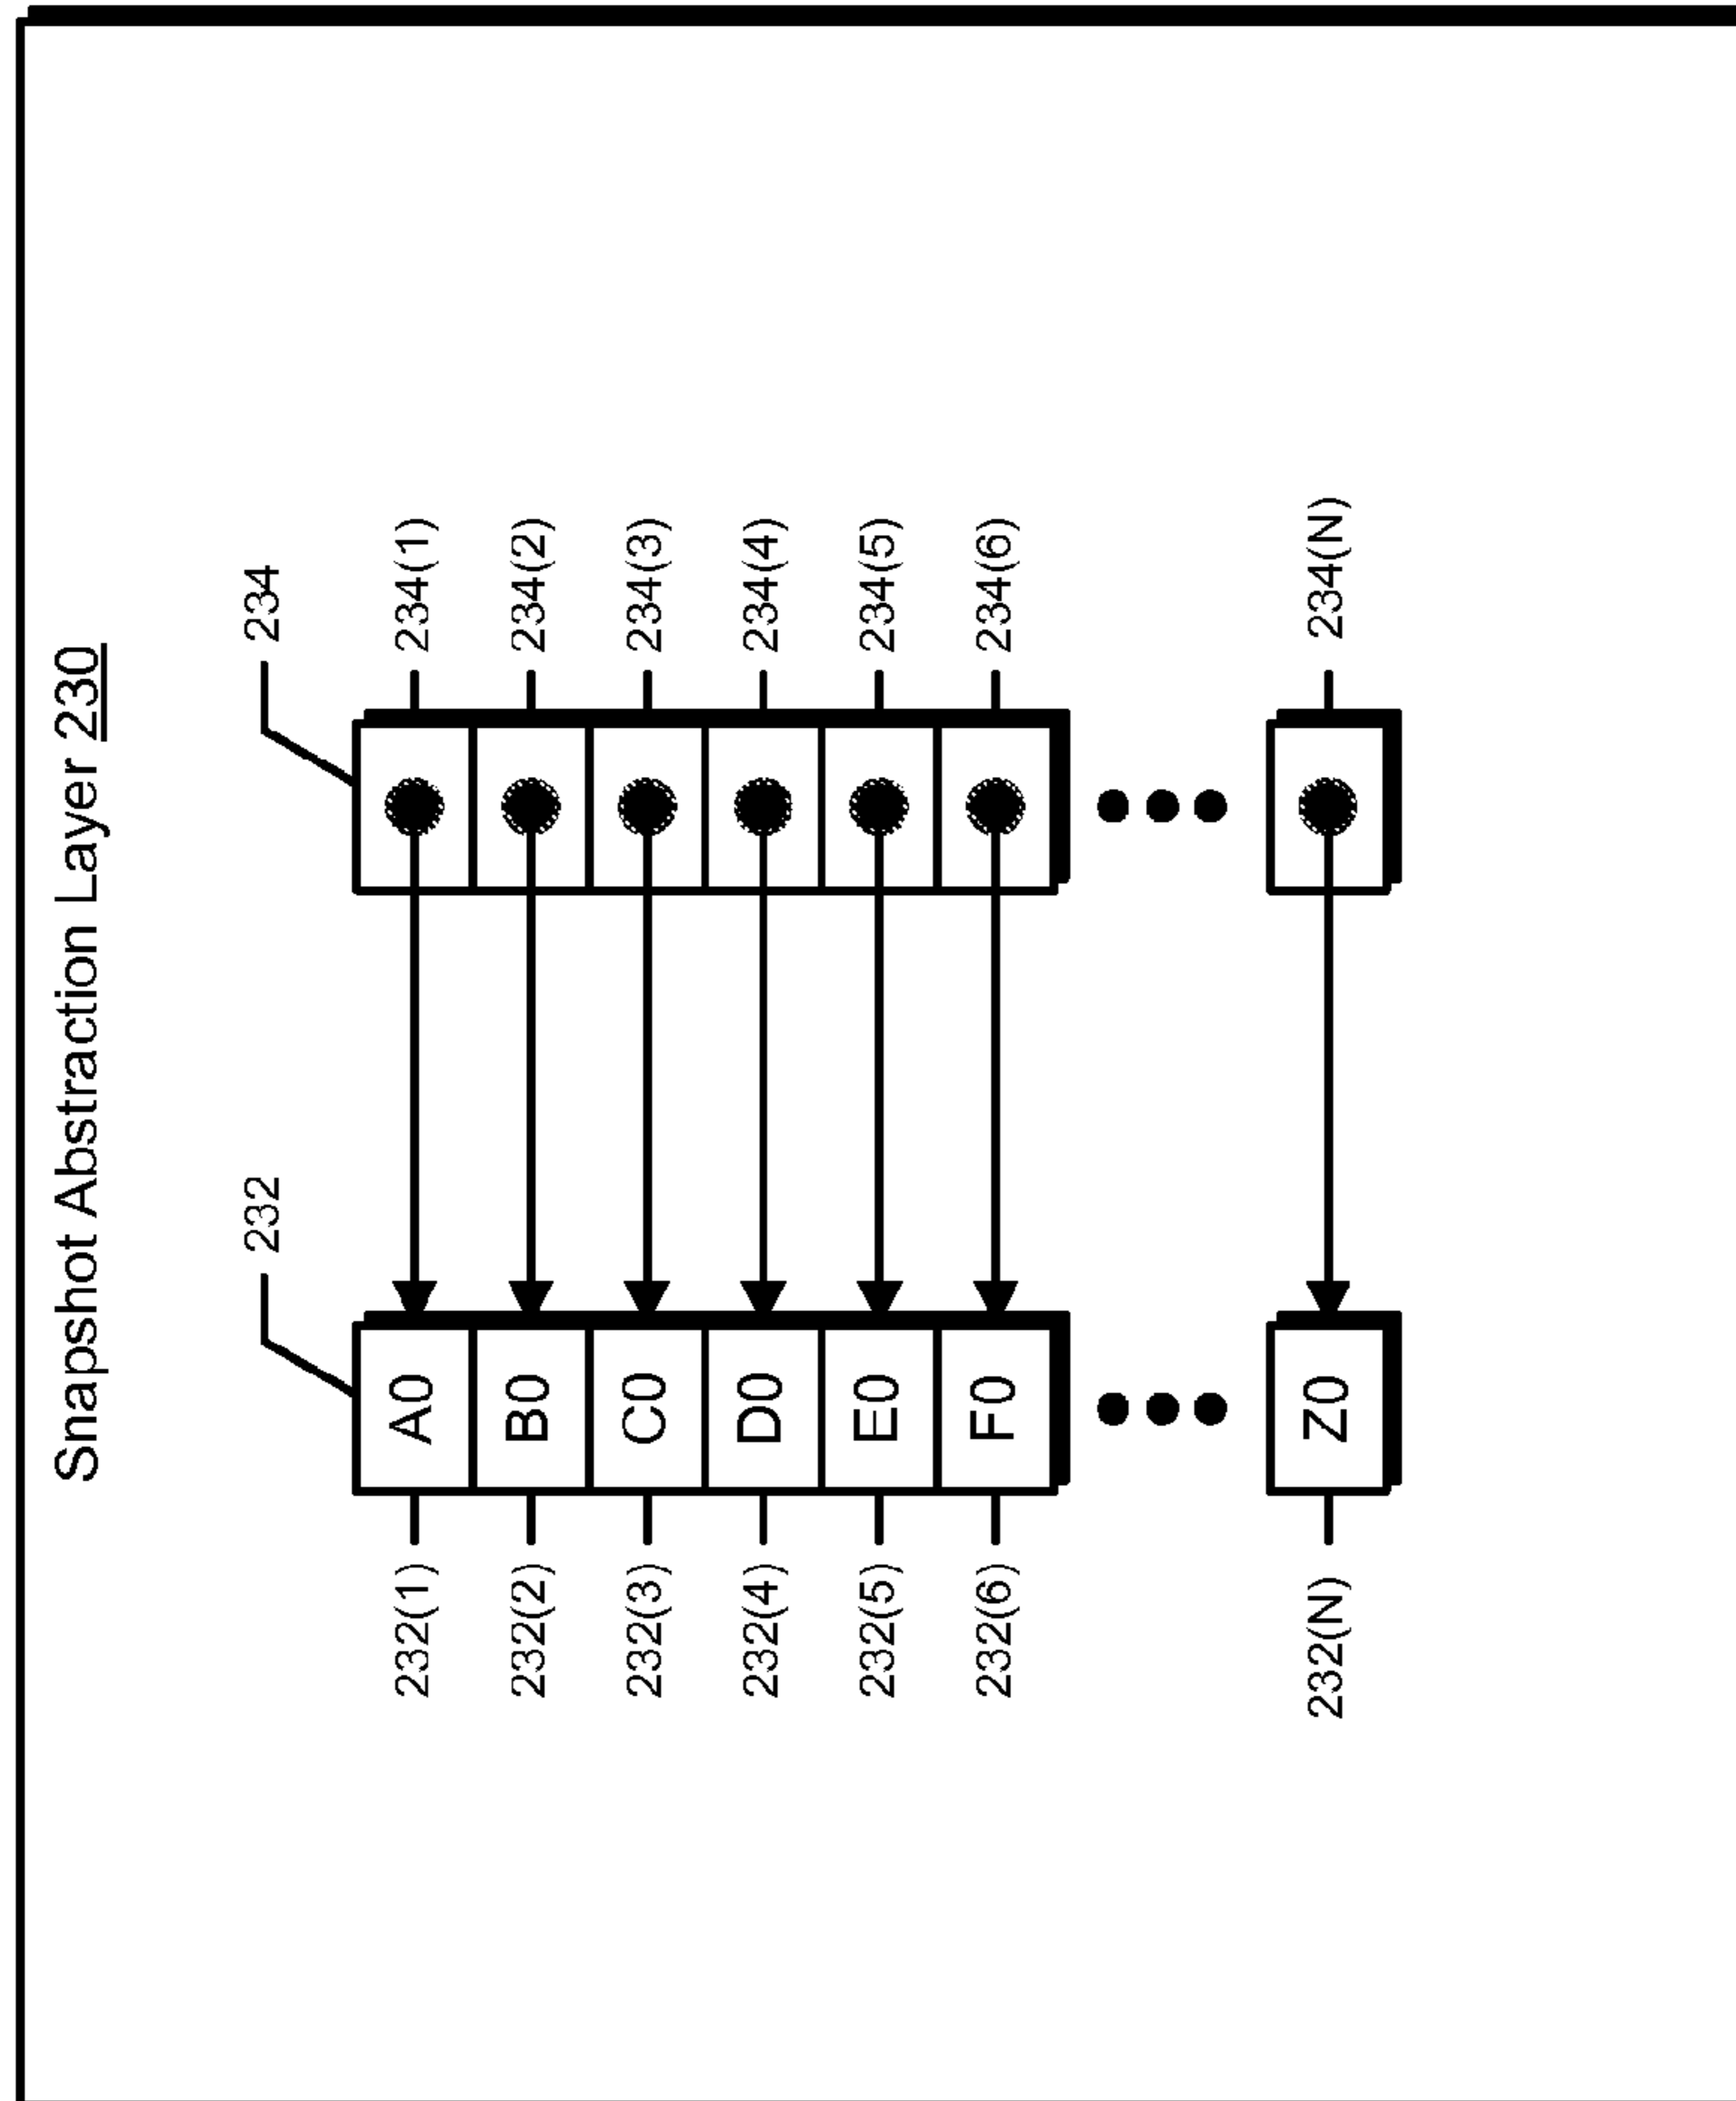 Snapshot Abstraction Layer 230
232
234
232(1)
A0
234(1)
232(2)
B0
234(2)
232(3)
C0
234(3)
232(4)
D0
234(4)
232(5)
E0
234(5)
232(6)
F0
234(6)
232(N)
Z0
234(N)